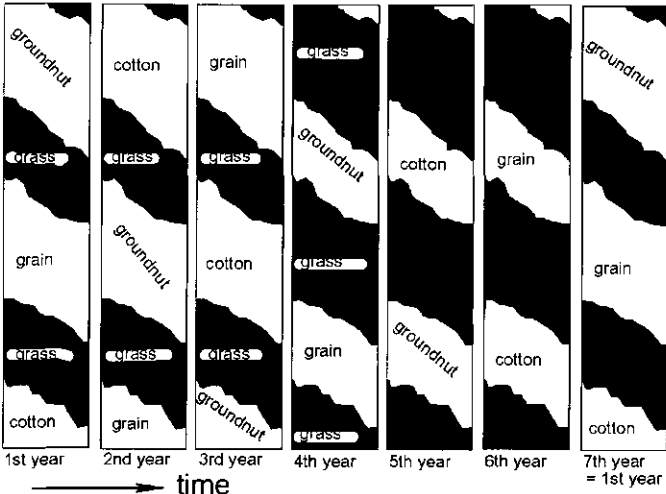 groundnut
grass
grain
grass
cotton
1st year
cotton
grass
groundnut
grass
grain
2nd year
grain
grass
cotton
grass
groundnut
3rd year
grass
groundnut
grass
grain
grass
4th year
cotton
groundnut
5th year
grain
cotton
6th year
groundnut
grain
cotton
7th year
= 1st year
time